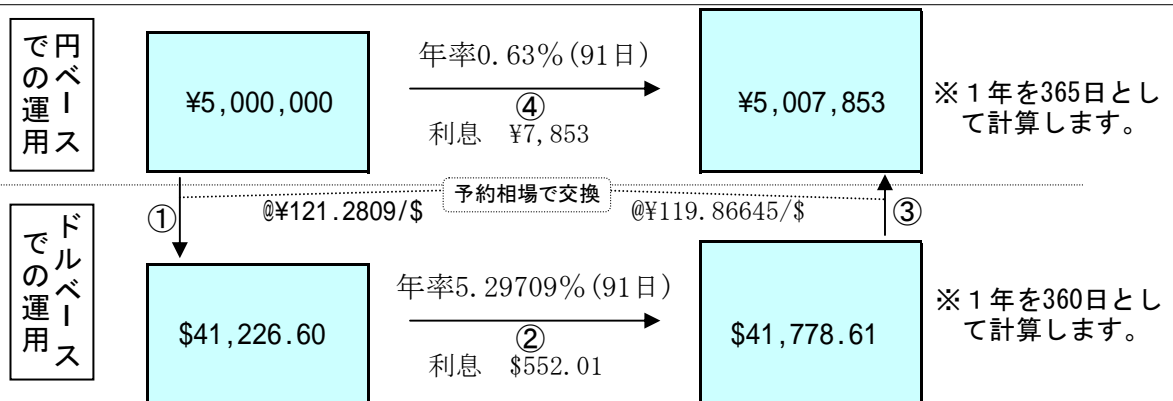 円ベースでの運用
¥5,000,000
年率0.63％(91日)
④
利息　¥7,853
¥5,007,853
※１年を365日とし
て計算します。
①
@¥121.2809/$
予約相場で交換
@¥119.86645/$
③
ドルベースでの運用
$41,226.60
年率5.29709％(91日)
②
利息　$552.01
$41,778.61
※１年を360日とし
て計算します。